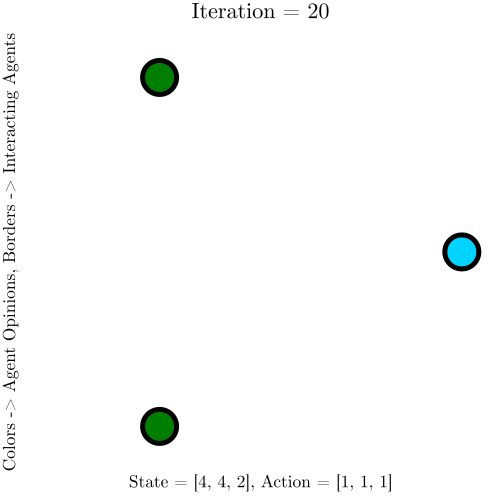 Iteration = 20
Colors -> Agent Opinions, Borders -> Interacting Agents
State = [4, 4, 2], Action = [1, 1, 1]